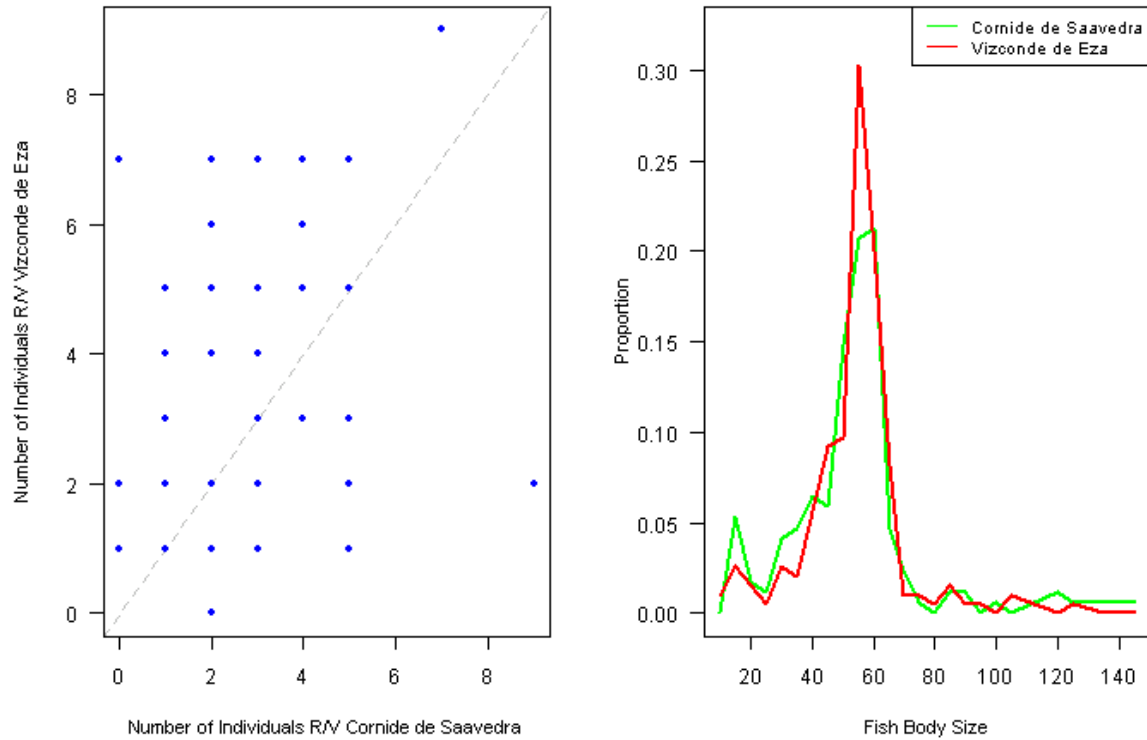 Number of Individuals R/V Vizconde de Eza
8
6
4
2
0
0 2 4 6 8
Number of Individuals R/V Cornide de Saavedra
Cornide de Saavedra
Vizconde de Eza
Proportion
0.30
0.25
0.20
0.15
0.10
0.05
0.00
20 40 60 80 100 120 140
Fish Body Size